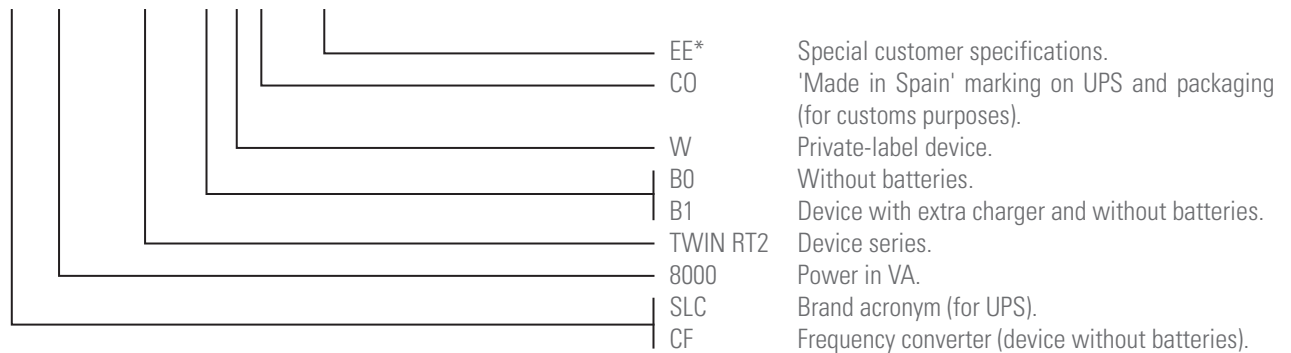 EE* Special customer specifications.
CO 'Made in Spain' marking on UPS and packaging
(for customs purposes).
W Private-label device.
B0 Without batteries.
B1 Device with extra charger and without batteries.
TWIN RT2 Device series.
8000 Power in VA.
SLC Brand acronym (for UPS).
CF Frequency converter (device without batteries).